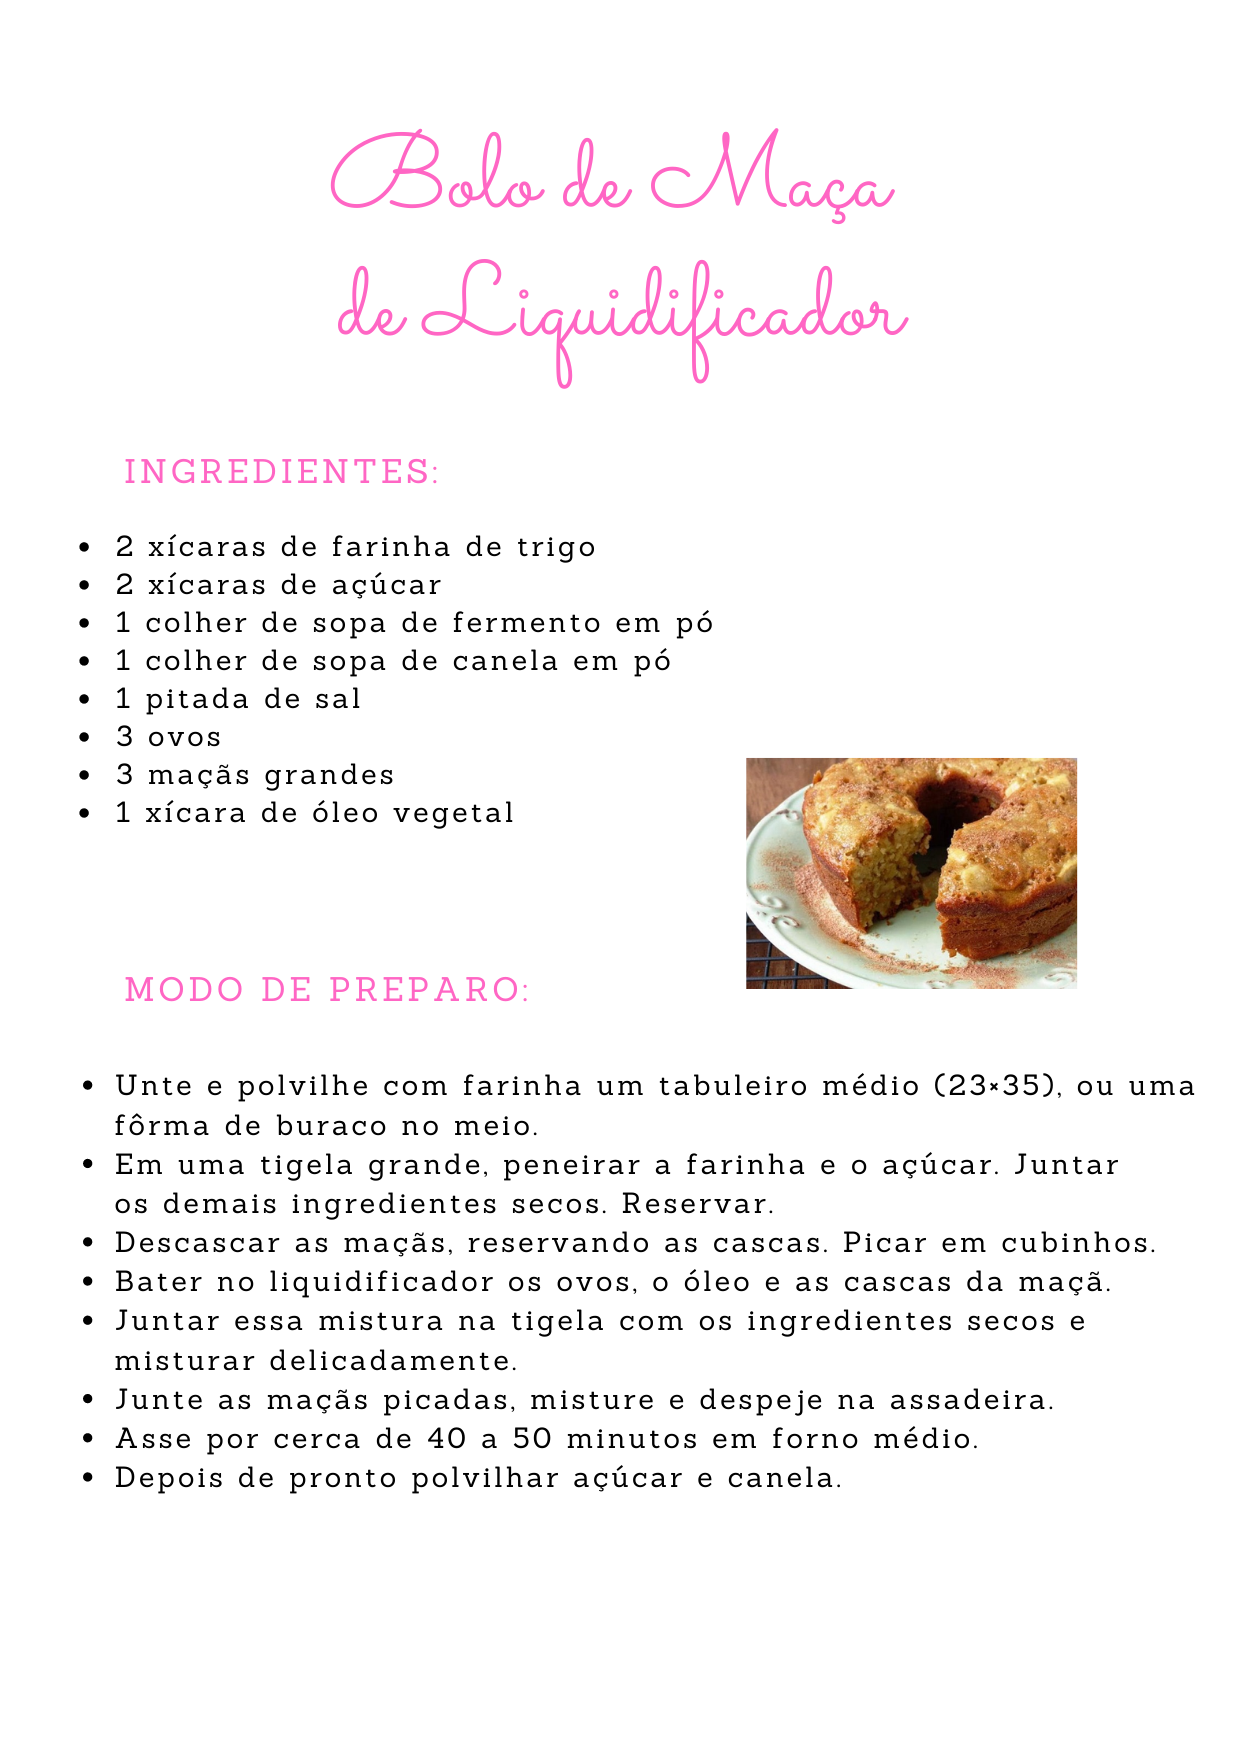 Bolo de Maça
de Liquidificador
INGREDIENTES:
• 2 xícaras de farinha de trigo
• 2 xícaras de açúcar
• 1 colher de sopa de fermento em pó
• 1 colher de sopa de canela em pó
• 1 pitada de sal
• 3 ovos
• 3 maçãs grandes
• 1 xícara de óleo vegetal
MODO DE PREPARO:
• Unte e polvilhe com farinha um tabuleiro médio (23×35), ou uma
fôrma de buraco no meio.
• Em uma tigela grande, peneirar a farinha e o açúcar. Juntar
os demais ingredientes secos. Reservar.
• Descascar as maçãs, reservando as cascas. Picar em cubinhos.
• Bater no liquidificador os ovos, o óleo e as cascas da maçã.
• Juntar essa mistura na tigela com os ingredientes secos e
misturar delicadamente.
• Junte as maçãs picadas, misture e despeje na assadeira.
• Asse por cerca de 40 a 50 minutos em forno médio.
• Depois de pronto polvilhar açúcar e canela.